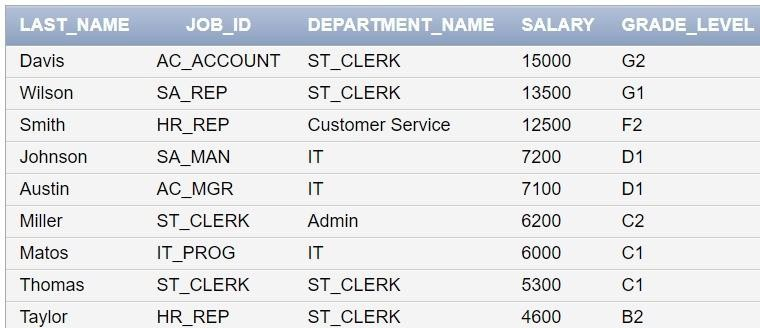 LAST_NAME JOB_ID DEPARTMENT_NAME SALARY GRADE_LEVEL
Davis AC_ACCOUNT ST_CLERK 15000 G2
Wilson SA_REP ST_CLERK 13500 G1
Smith HR_REP Customer Service 12500 F2
Johnson SA_MAN IT 7200 D1
Austin AC_MGR IT 7100 D1
Miller ST_CLERK Admin 6200 C2
Matos IT_PROG IT 6000 C1
Thomas ST_CLERK ST_CLERK 5300 C1
Taylor HR_REP ST_CLERK 4600 B2